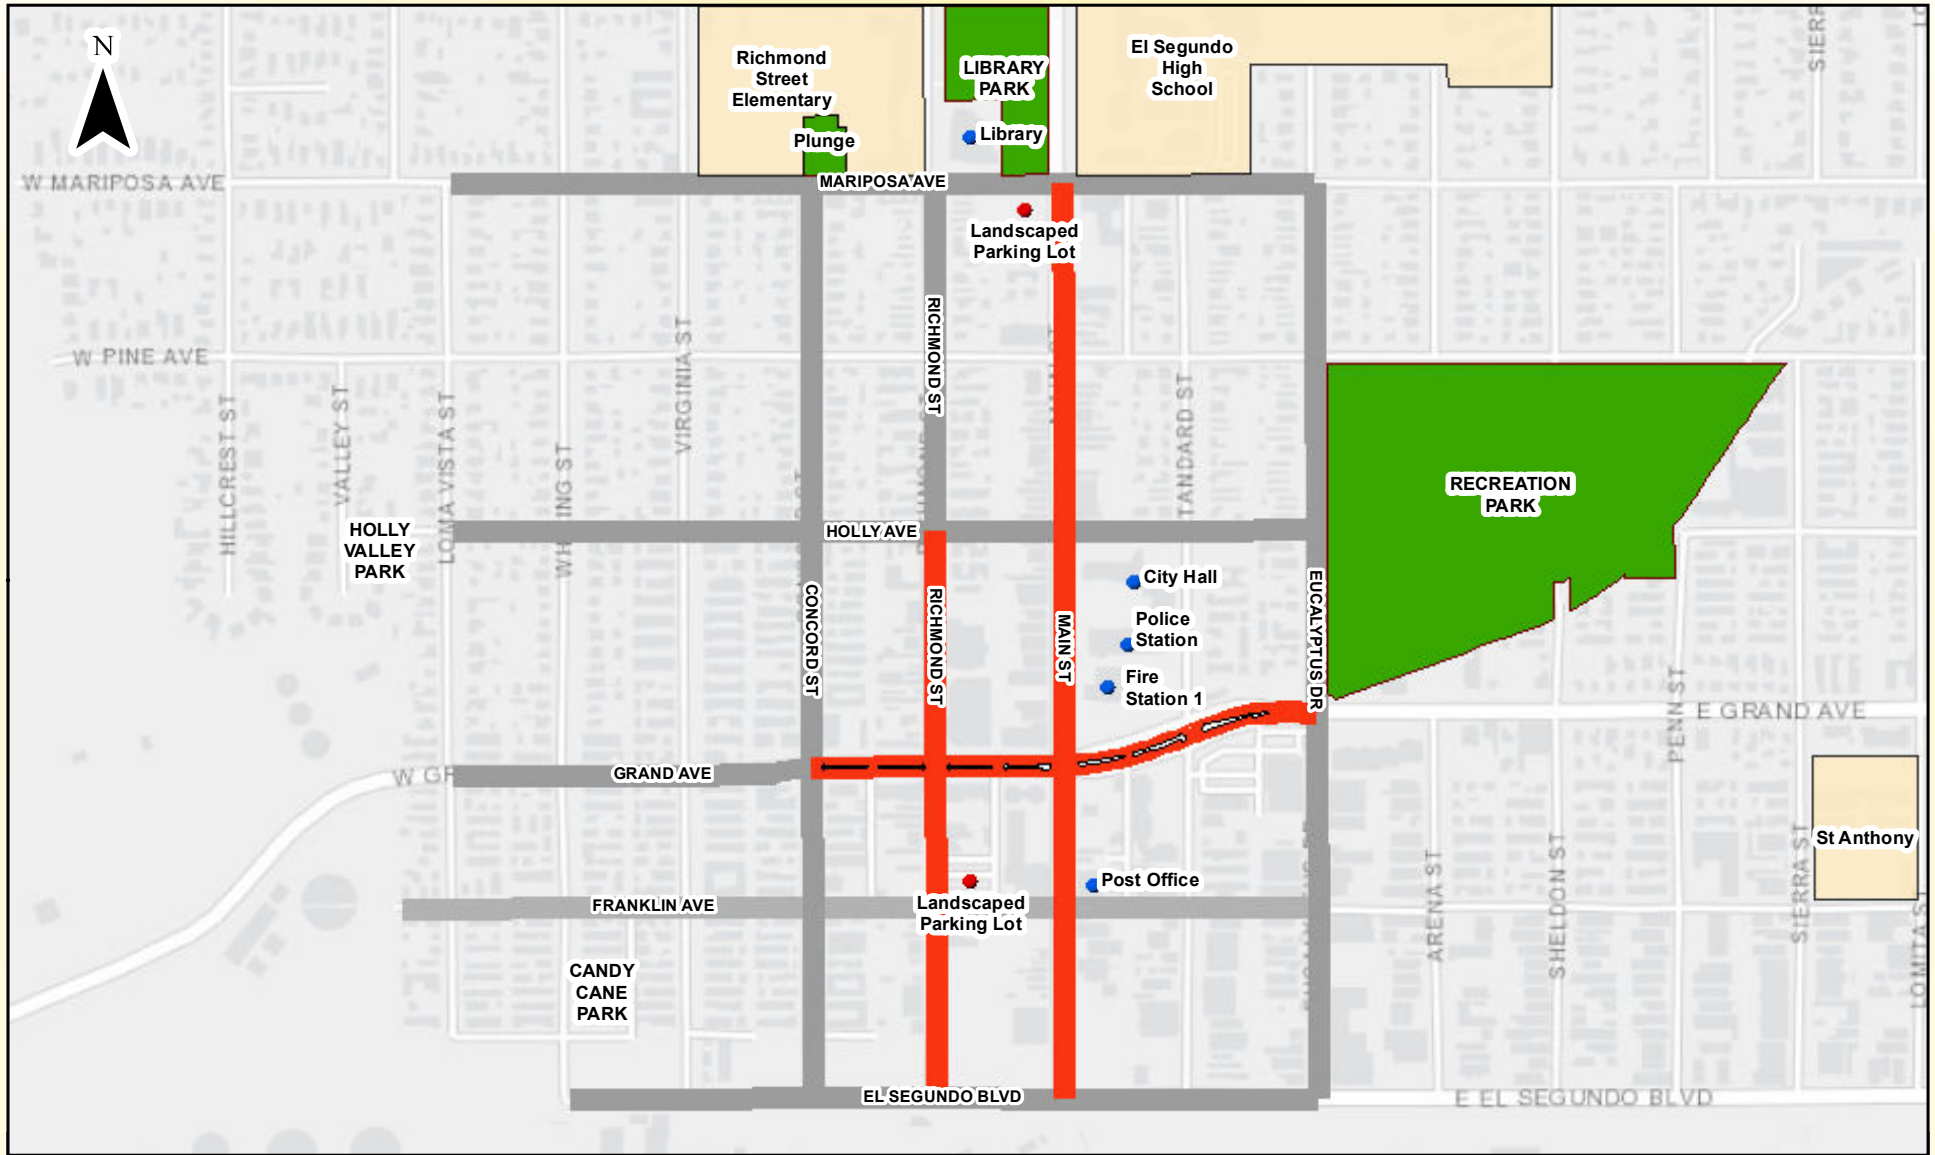 N
Richmond
Street
Elementary
Plunge
LIBRARY
PARK
Library
El Segundo
High
School
W MARIPOSA AVE
MARIPOSA AVE
Landscaped
Parking Lot
W PINE AVE
VIRGINIA ST
RICHMOND ST
HILLCREST ST
VALLEY ST
LOMA VISTA ST
RECREATION
PARK
HOLLY
VALLEY
PARK
HOLLY AVE
CONCORD ST
RICHMOND ST
MAIN ST
EUCALYPTUS DR
City Hall
Police
Station
Fire
Station 1
PENN ST
E GRAND AVE
GRAND AVE
St Anthony
SHELDON ST
SIERRA ST
ARENA ST
LOMITA ST
Post Office
Landscaped
Parking Lot
FRANKLIN AVE
CANDY
CANE
PARK
EL SEGUNDO BLVD
E EL SEGUNDO BLVD